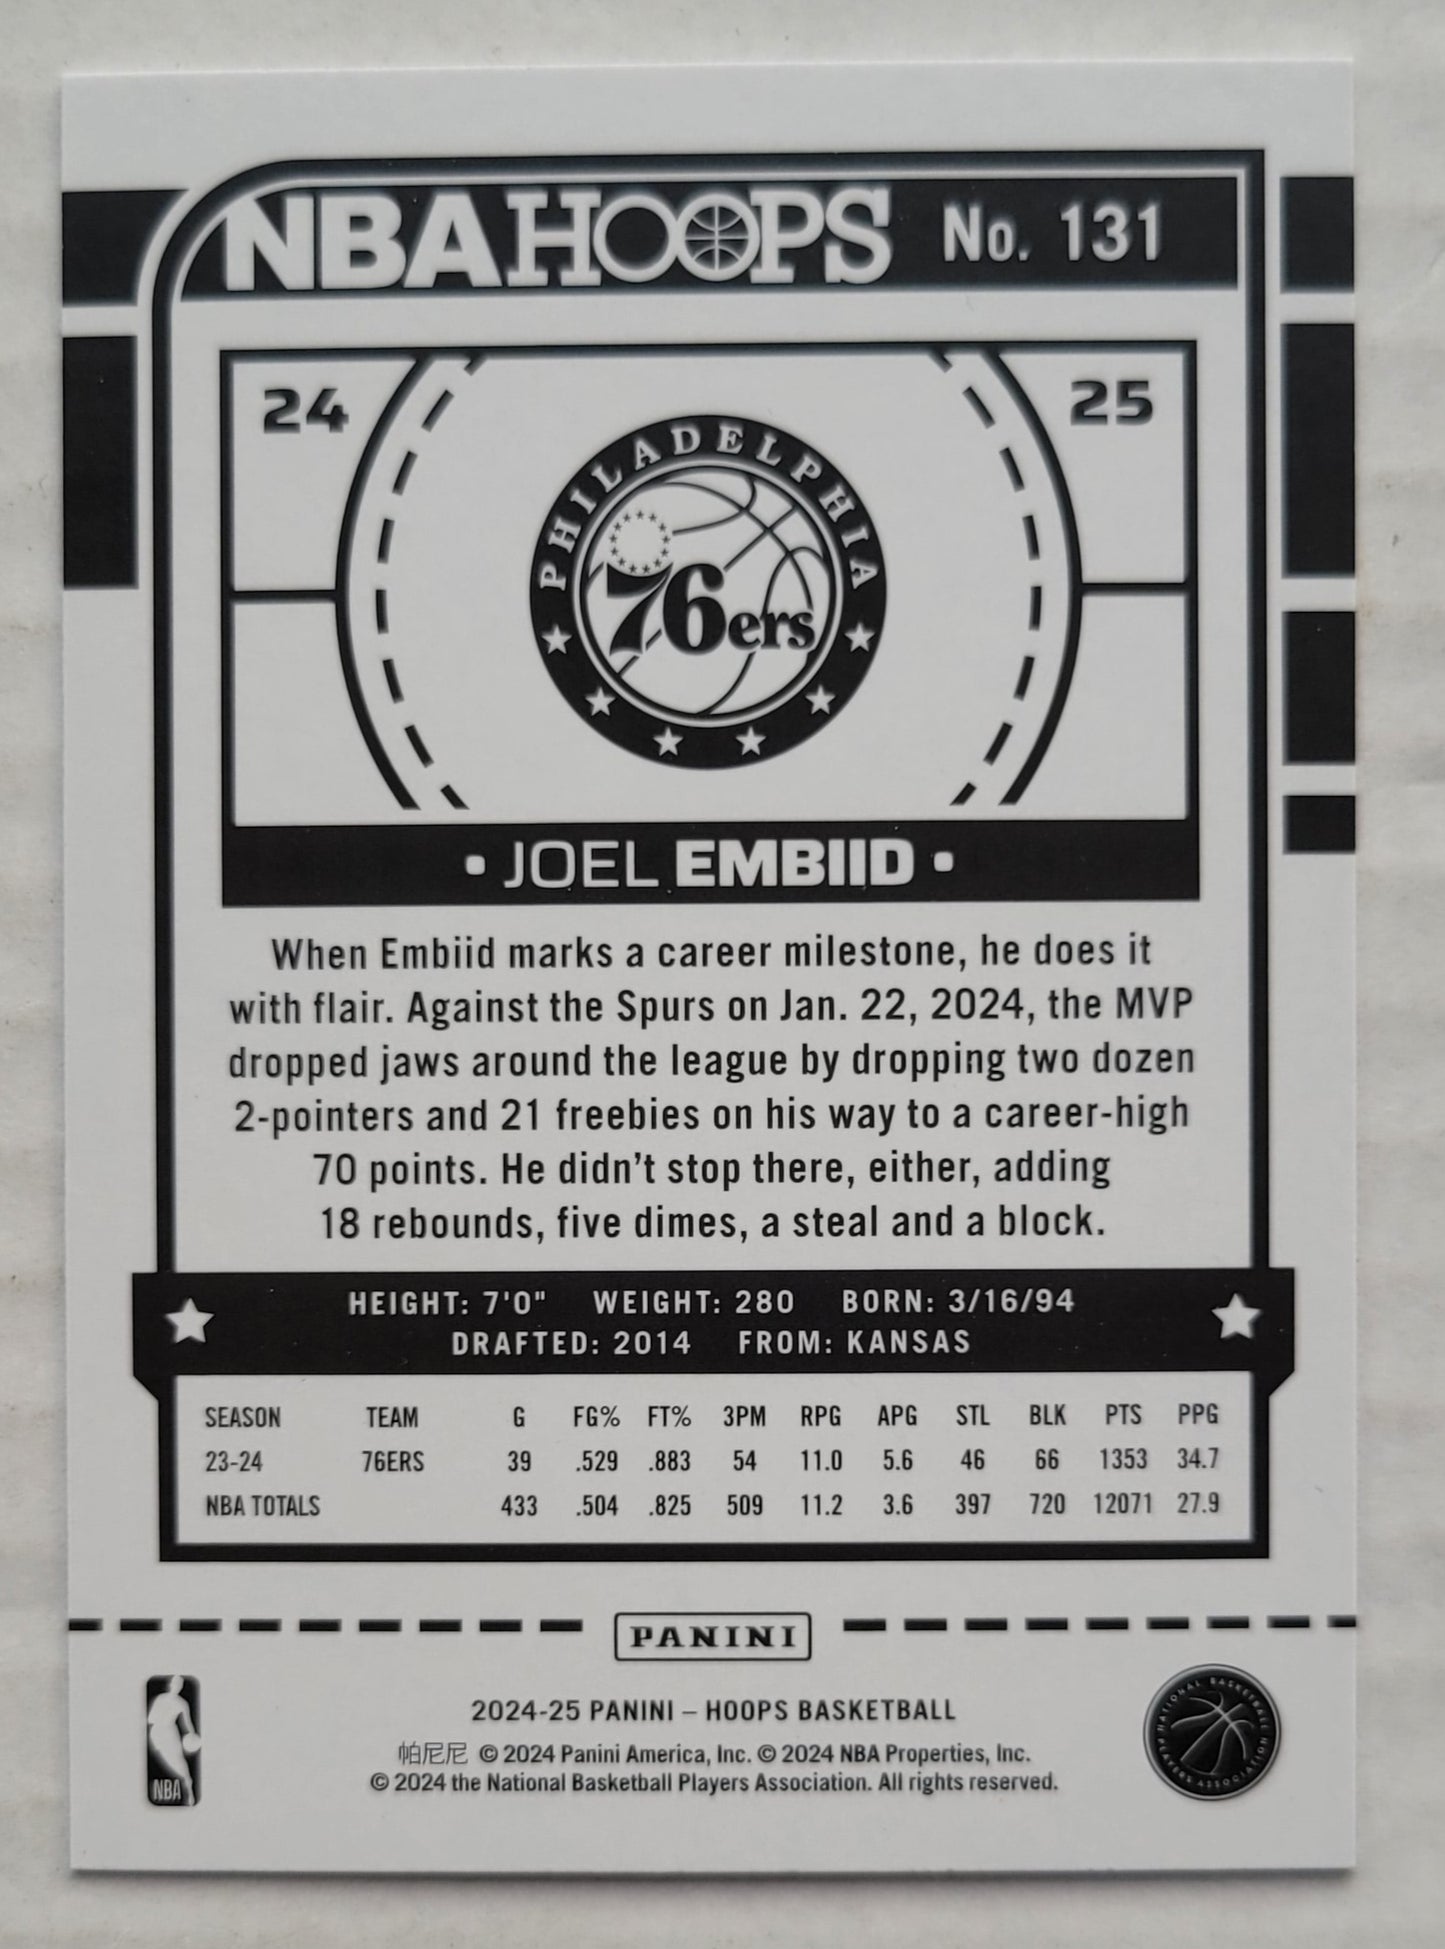 NBA HOOPS No. 131
24 25
PHILADELPHIA
76ers
• JOEL EMBIID •
When Embiid marks a career milestone, he does it
with flair. Against the Spurs on Jan. 22, 2024, the MVP
dropped jaws around the league by dropping two dozen
2-pointers and 21 freebies on his way to a career-high
70 points. He didn't stop there, either, adding
18 rebounds, five dimes, a steal and a block.
HEIGHT: 7'0" WEIGHT: 280 BORN: 3/16/94
DRAFTED: 2014 FROM: KANSAS
SEASON TEAM G FG% FT% 3PM RPG APG STL BLK PTS PPG
23-24 76ERS 39 .529 .883 54 11.0 5.6 46 66 1353 34.7
NBA TOTALS 433 .504 .825 509 11.2 3.6 397 720 12071 27.9
PANINI
2024-25 PANINI – HOOPS BASKETBALL
帕尼尼 © 2024 Panini America, Inc. © 2024 NBA Properties, Inc.
© 2024 the National Basketball Players Association. All rights reserved.
NBA
NATIONAL BASKETBALL PLAYERS ASSOCIATION